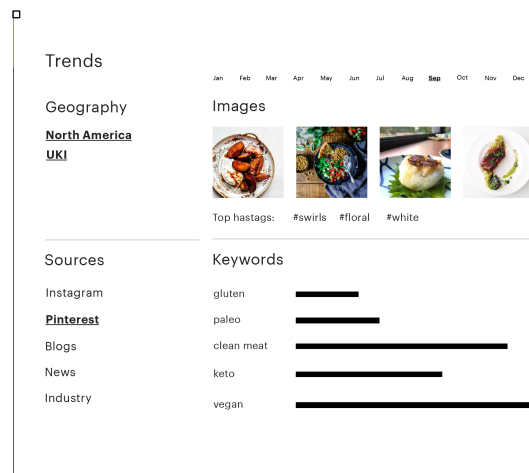 Trends
Jan Feb Mar Apr May Jun Jul Aug Sep Oct Nov Dec
Geography
North America
UKI
Images
Top hastags: #swirls #floral #white
Sources
Instagram
Pinterest
Blogs
News
Industry
Keywords
gluten
paleo
clean meat
keto
vegan